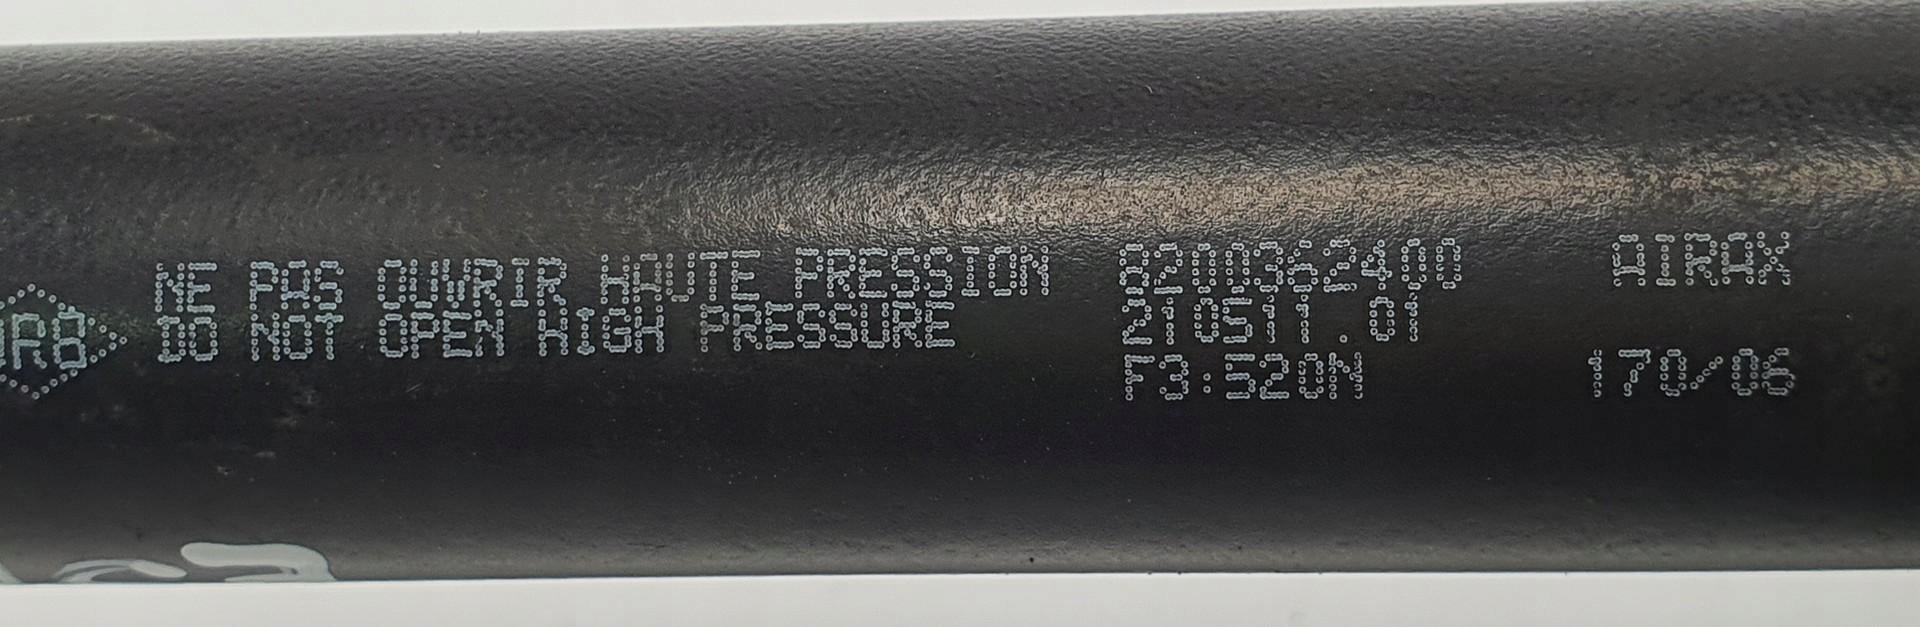 NE PAS OUVRIR HAUTE PRESSION
DO NOT OPEN HIGH PRESSURE
8200362400
210511.01
F3:520N
AIRAX
170/06